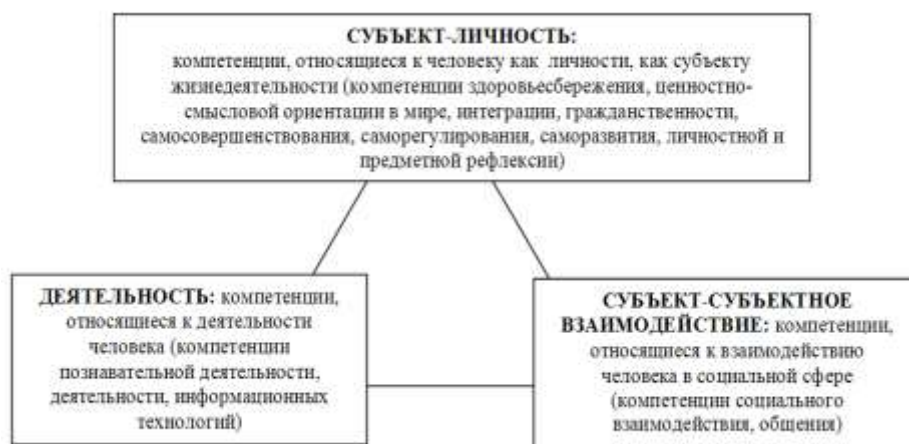 СУБЪЕКТ-ЛИЧНОСТЬ:
компетенции, относящиеся к человеку как личности, как субъекту
жизнедеятельности (компетенции здоровьесбережения, ценностно-
смысловой ориентации в мире, интеграции, гражданственности,
самосовершенствования, саморегулирования, саморазвития, личностной и
предметной рефлексии)
ДЕЯТЕЛЬНОСТЬ: компетенции,
относящиеся к деятельности
человека (компетенции
познавательной деятельности,
деятельности, информационных
технологий)
СУБЪЕКТ-СУБЪЕКТНОЕ
ВЗАИМОДЕЙСТВИЕ: компетенции,
относящиеся к взаимодействию
человека в социальной сфере
(компетенции социального
взаимодействия, общения)